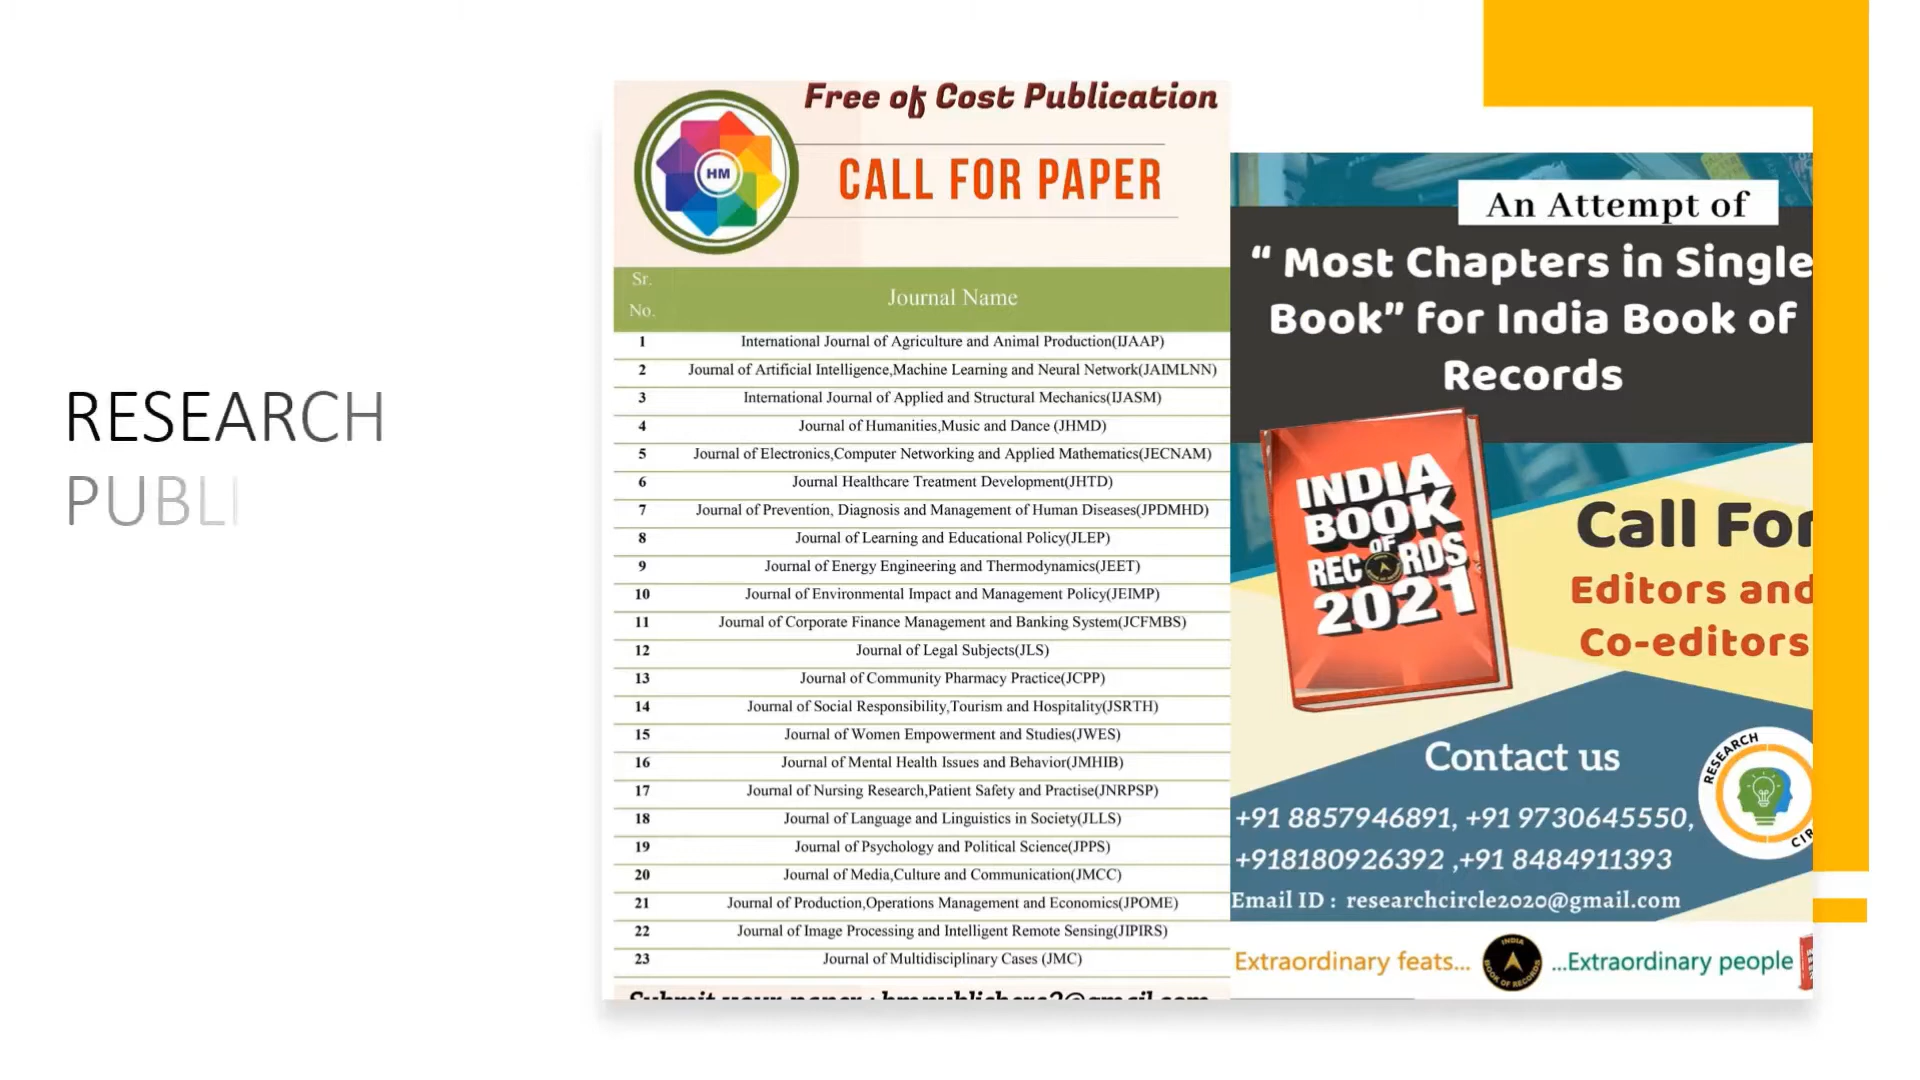 RESEARCH
PUBLI
Free of Cost Publication
HM
CALL FOR PAPER
Sr.
No.
Journal Name
1 International Journal of Agriculture and Animal Production(IJAAP)
2 Journal of Artificial Intelligence,Machine Learning and Neural Network(JAIMLNN)
3 International Journal of Applied and Structural Mechanics(IJASM)
4 Journal of Humanities,Music and Dance (JHMD)
5 Journal of Electronics,Computer Networking and Applied Mathematics(JECNAM)
6 Journal Healthcare Treatment Development(JHTD)
7 Journal of Prevention, Diagnosis and Management of Human Diseases(JPDMHD)
8 Journal of Learning and Educational Policy(JLEP)
9 Journal of Energy Engineering and Thermodynamics(JEET)
10 Journal of Environmental Impact and Management Policy(JEIMP)
11 Journal of Corporate Finance Management and Banking System(JCFMBS)
12 Journal of Legal Subjects(JLS)
13 Journal of Community Pharmacy Practice(JCPP)
14 Journal of Social Responsibility,Tourism and Hospitality(JSRTH)
15 Journal of Women Empowerment and Studies(JWES)
16 Journal of Mental Health Issues and Behavior(JMHIB)
17 Journal of Nursing Research,Patient Safety and Practise(JNRPSP)
18 Journal of Language and Linguistics in Society(JLLS)
19 Journal of Psychology and Political Science(JPPS)
20 Journal of Media,Culture and Communication(JMCC)
21 Journal of Production,Operations Management and Economics(JPOME)
22 Journal of Image Processing and Intelligent Remote Sensing(JIPIRS)
23 Journal of Multidisciplinary Cases (JMC)
Submit your paper : hmpublishers2@gmail.com
An Attempt of
“ Most Chapters in Single
Book” for India Book of
Records
INDIA
BOOK
OF
RECORDS
2021
Call For
Editors and
Co-editors
Contact us
RESEARCH
CIR
+91 8857946891, +91 9730645550,
+918180926392 ,+91 8484911393
Email ID : researchcircle2020@gmail.com
Extraordinary feats...
INDIA
BOOK OF RECORDS
...Extraordinary people